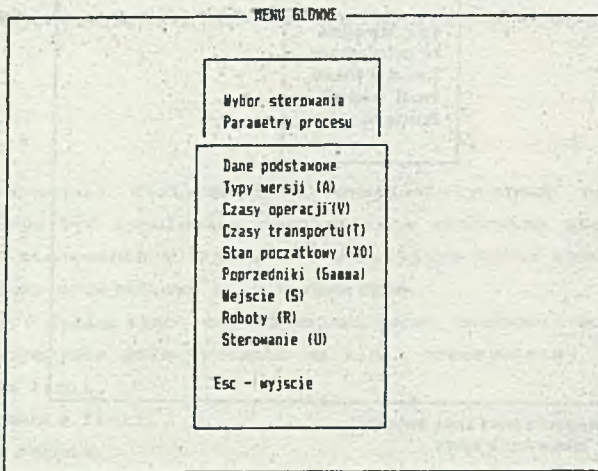 MENU GLOWNE
Wybor sterowania
Parametry procesu
Dane podstawowe
Typy wersji (A)
Czasy operacji (V)
Czasy transportu(T)
Stan poczatkowy (XO)
Poprzedniki (Gamma)
Wejscie (S)
Roboty (R)
Sterowanie (U)
Esc - wyjscie